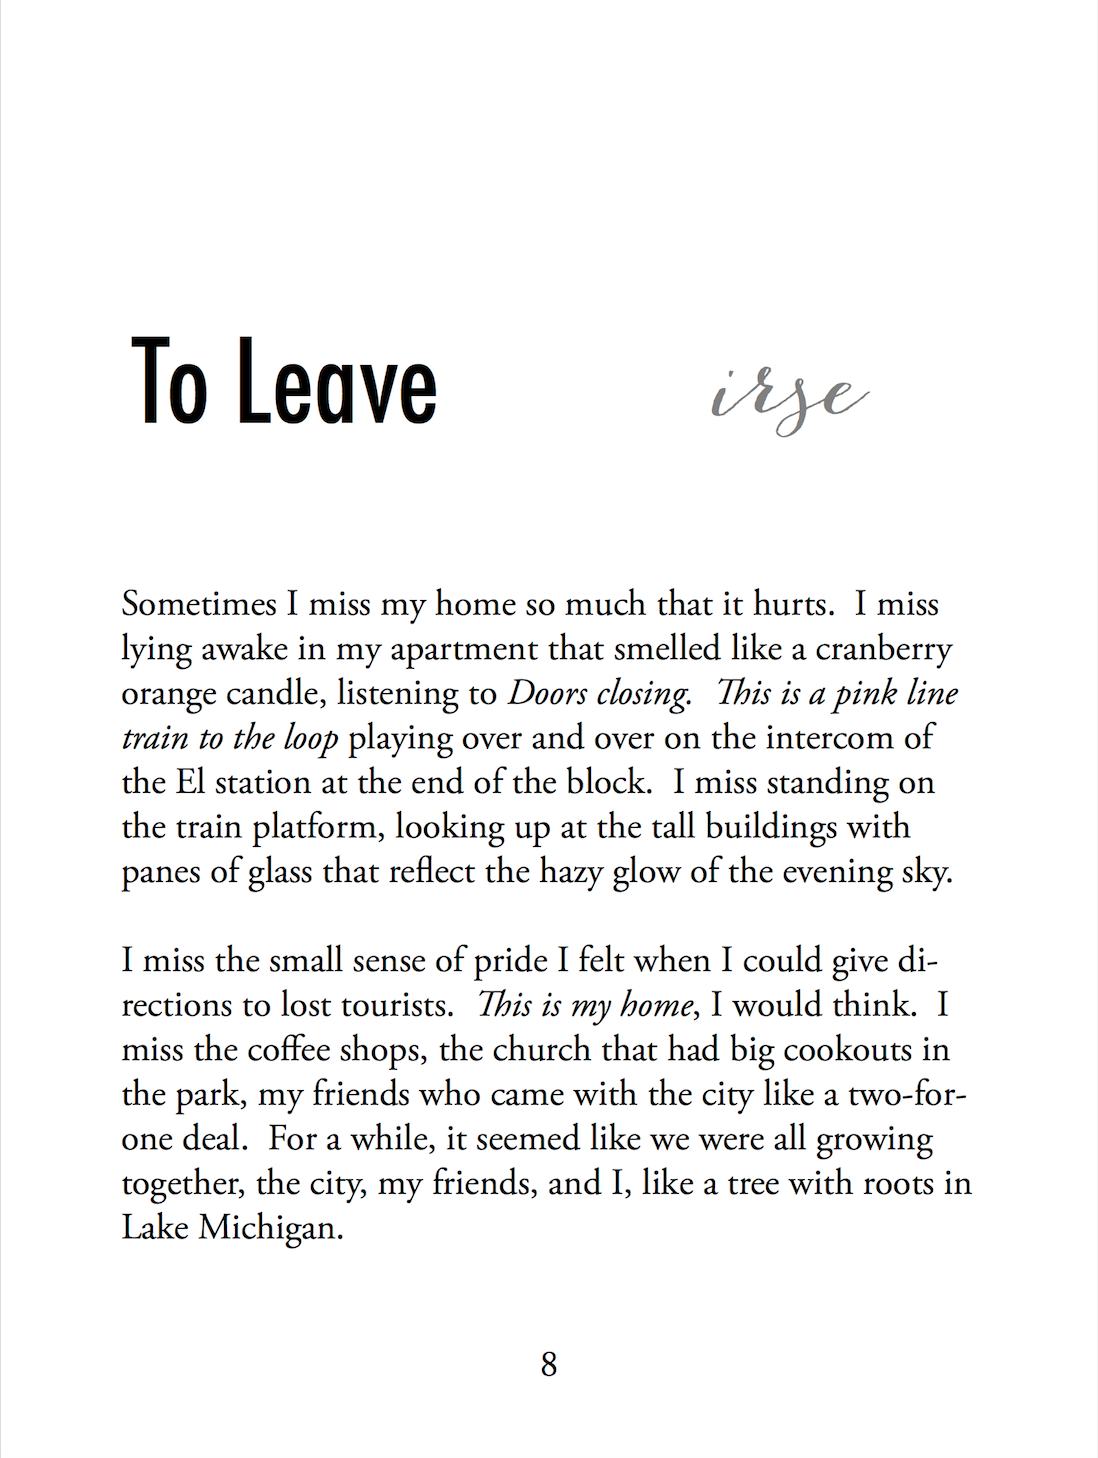 To Leave
irse
Sometimes I miss my home so much that it hurts.  I miss
lying awake in my apartment that smelled like a cranberry
orange candle, listening to Doors closing.  This is a pink line
train to the loop playing over and over on the intercom of
the El station at the end of the block.  I miss standing on
the train platform, looking up at the tall buildings with
panes of glass that reflect the hazy glow of the evening sky.
I miss the small sense of pride I felt when I could give di-
rections to lost tourists.  This is my home, I would think.  I
miss the coffee shops, the church that had big cookouts in
the park, my friends who came with the city like a two-for-
one deal.  For a while, it seemed like we were all growing
together, the city, my friends, and I, like a tree with roots in
Lake Michigan.
8